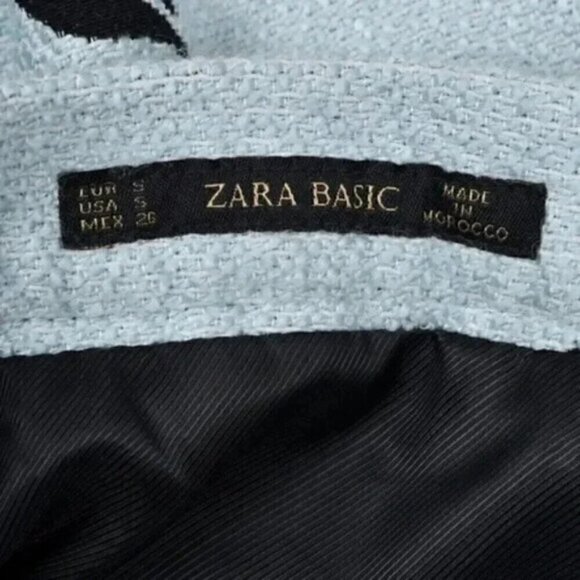 EUR S
USA S
MEX 26
ZARA BASIC
MADE
IN
MOROCCO